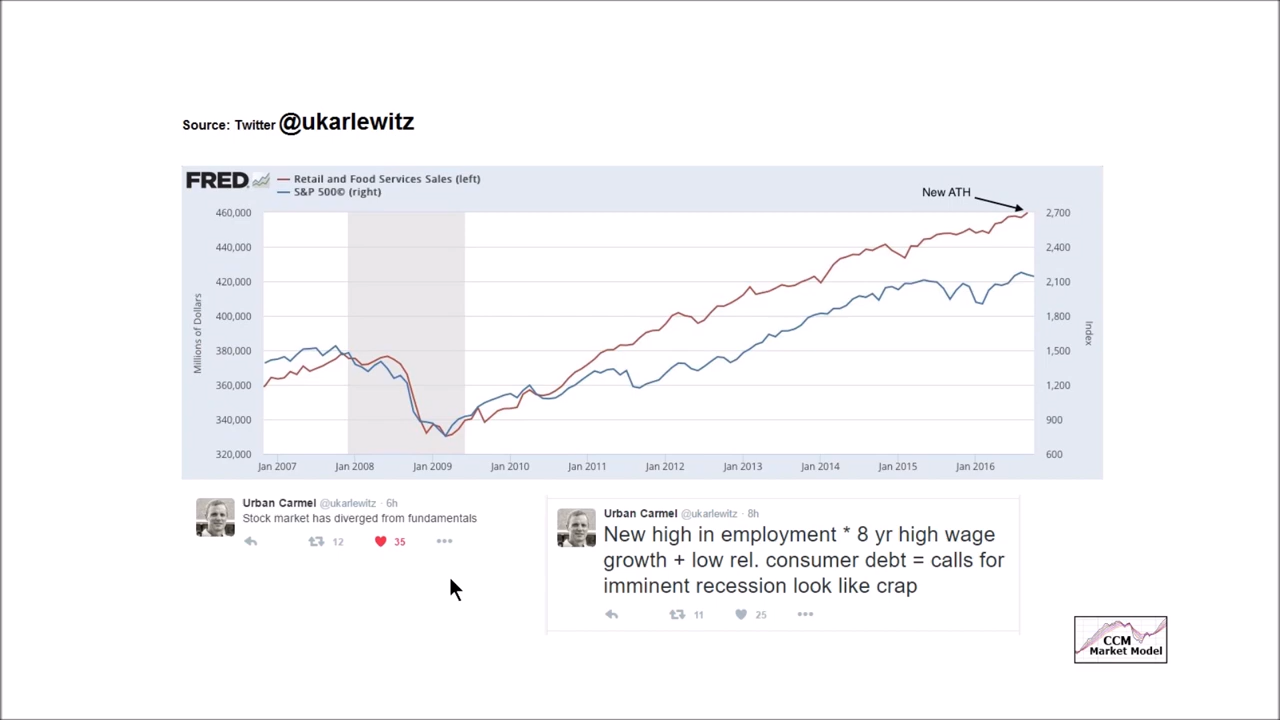 Source: Twitter @ukarlewitz
FRED
Retail and Food Services Sales (left)
S&P 500© (right)
New ATH
460,000
440,000
420,000
400,000
380,000
360,000
340,000
320,000
Millions of Dollars
2,700
2,400
2,100
1,800
1,500
1,200
900
600
Index
Jan 2007 Jan 2008 Jan 2009 Jan 2010 Jan 2011 Jan 2012 Jan 2013 Jan 2014 Jan 2015 Jan 2016
Urban Carmel @ukarlewitz · 6h
Stock market has diverged from fundamentals
12 35
Urban Carmel @ukarlewitz · 8h
New high in employment * 8 yr high wage
growth + low rel. consumer debt = calls for
imminent recession look like crap
11 25
CCM
Market Model